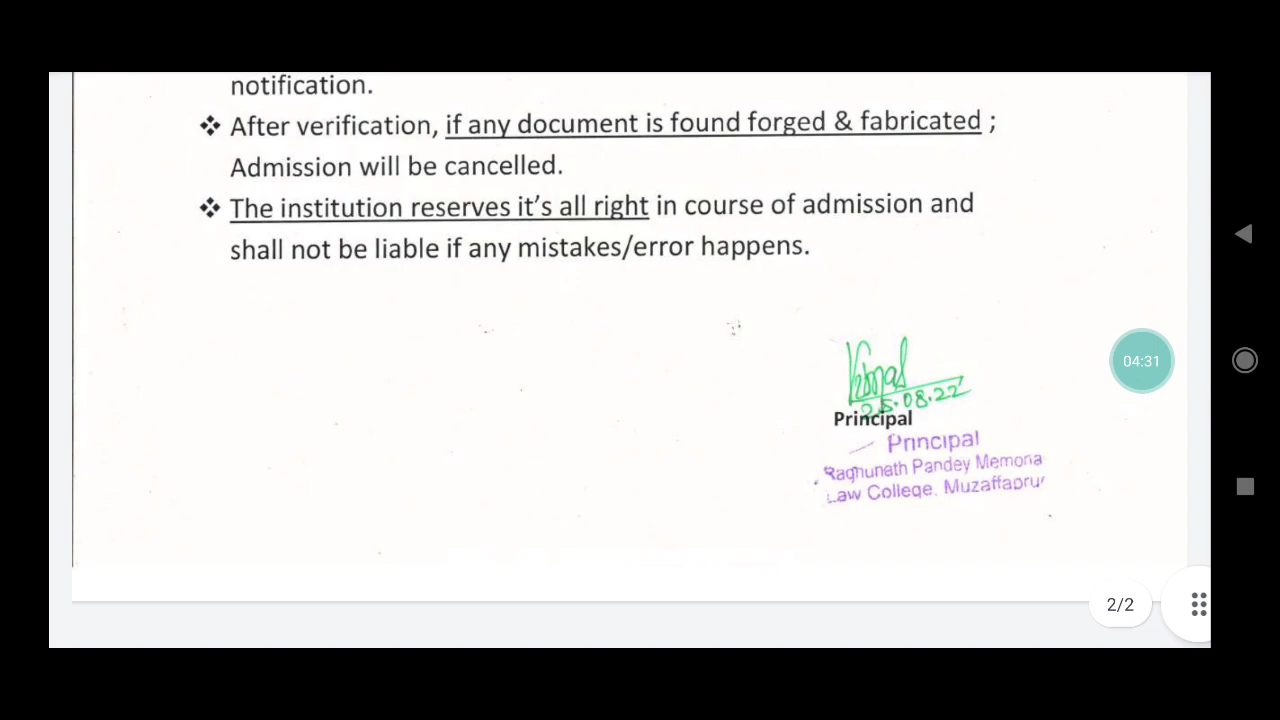 notification.
❖ After verification, if any document is found forged & fabricated ;
Admission will be cancelled.
❖ The institution reserves it's all right in course of admission and
shall not be liable if any mistakes/error happens.
04:31
25.08.22
Principal
Principal
Raghunath Pandey Memoria
Law College, Muzaffaprur
2/2